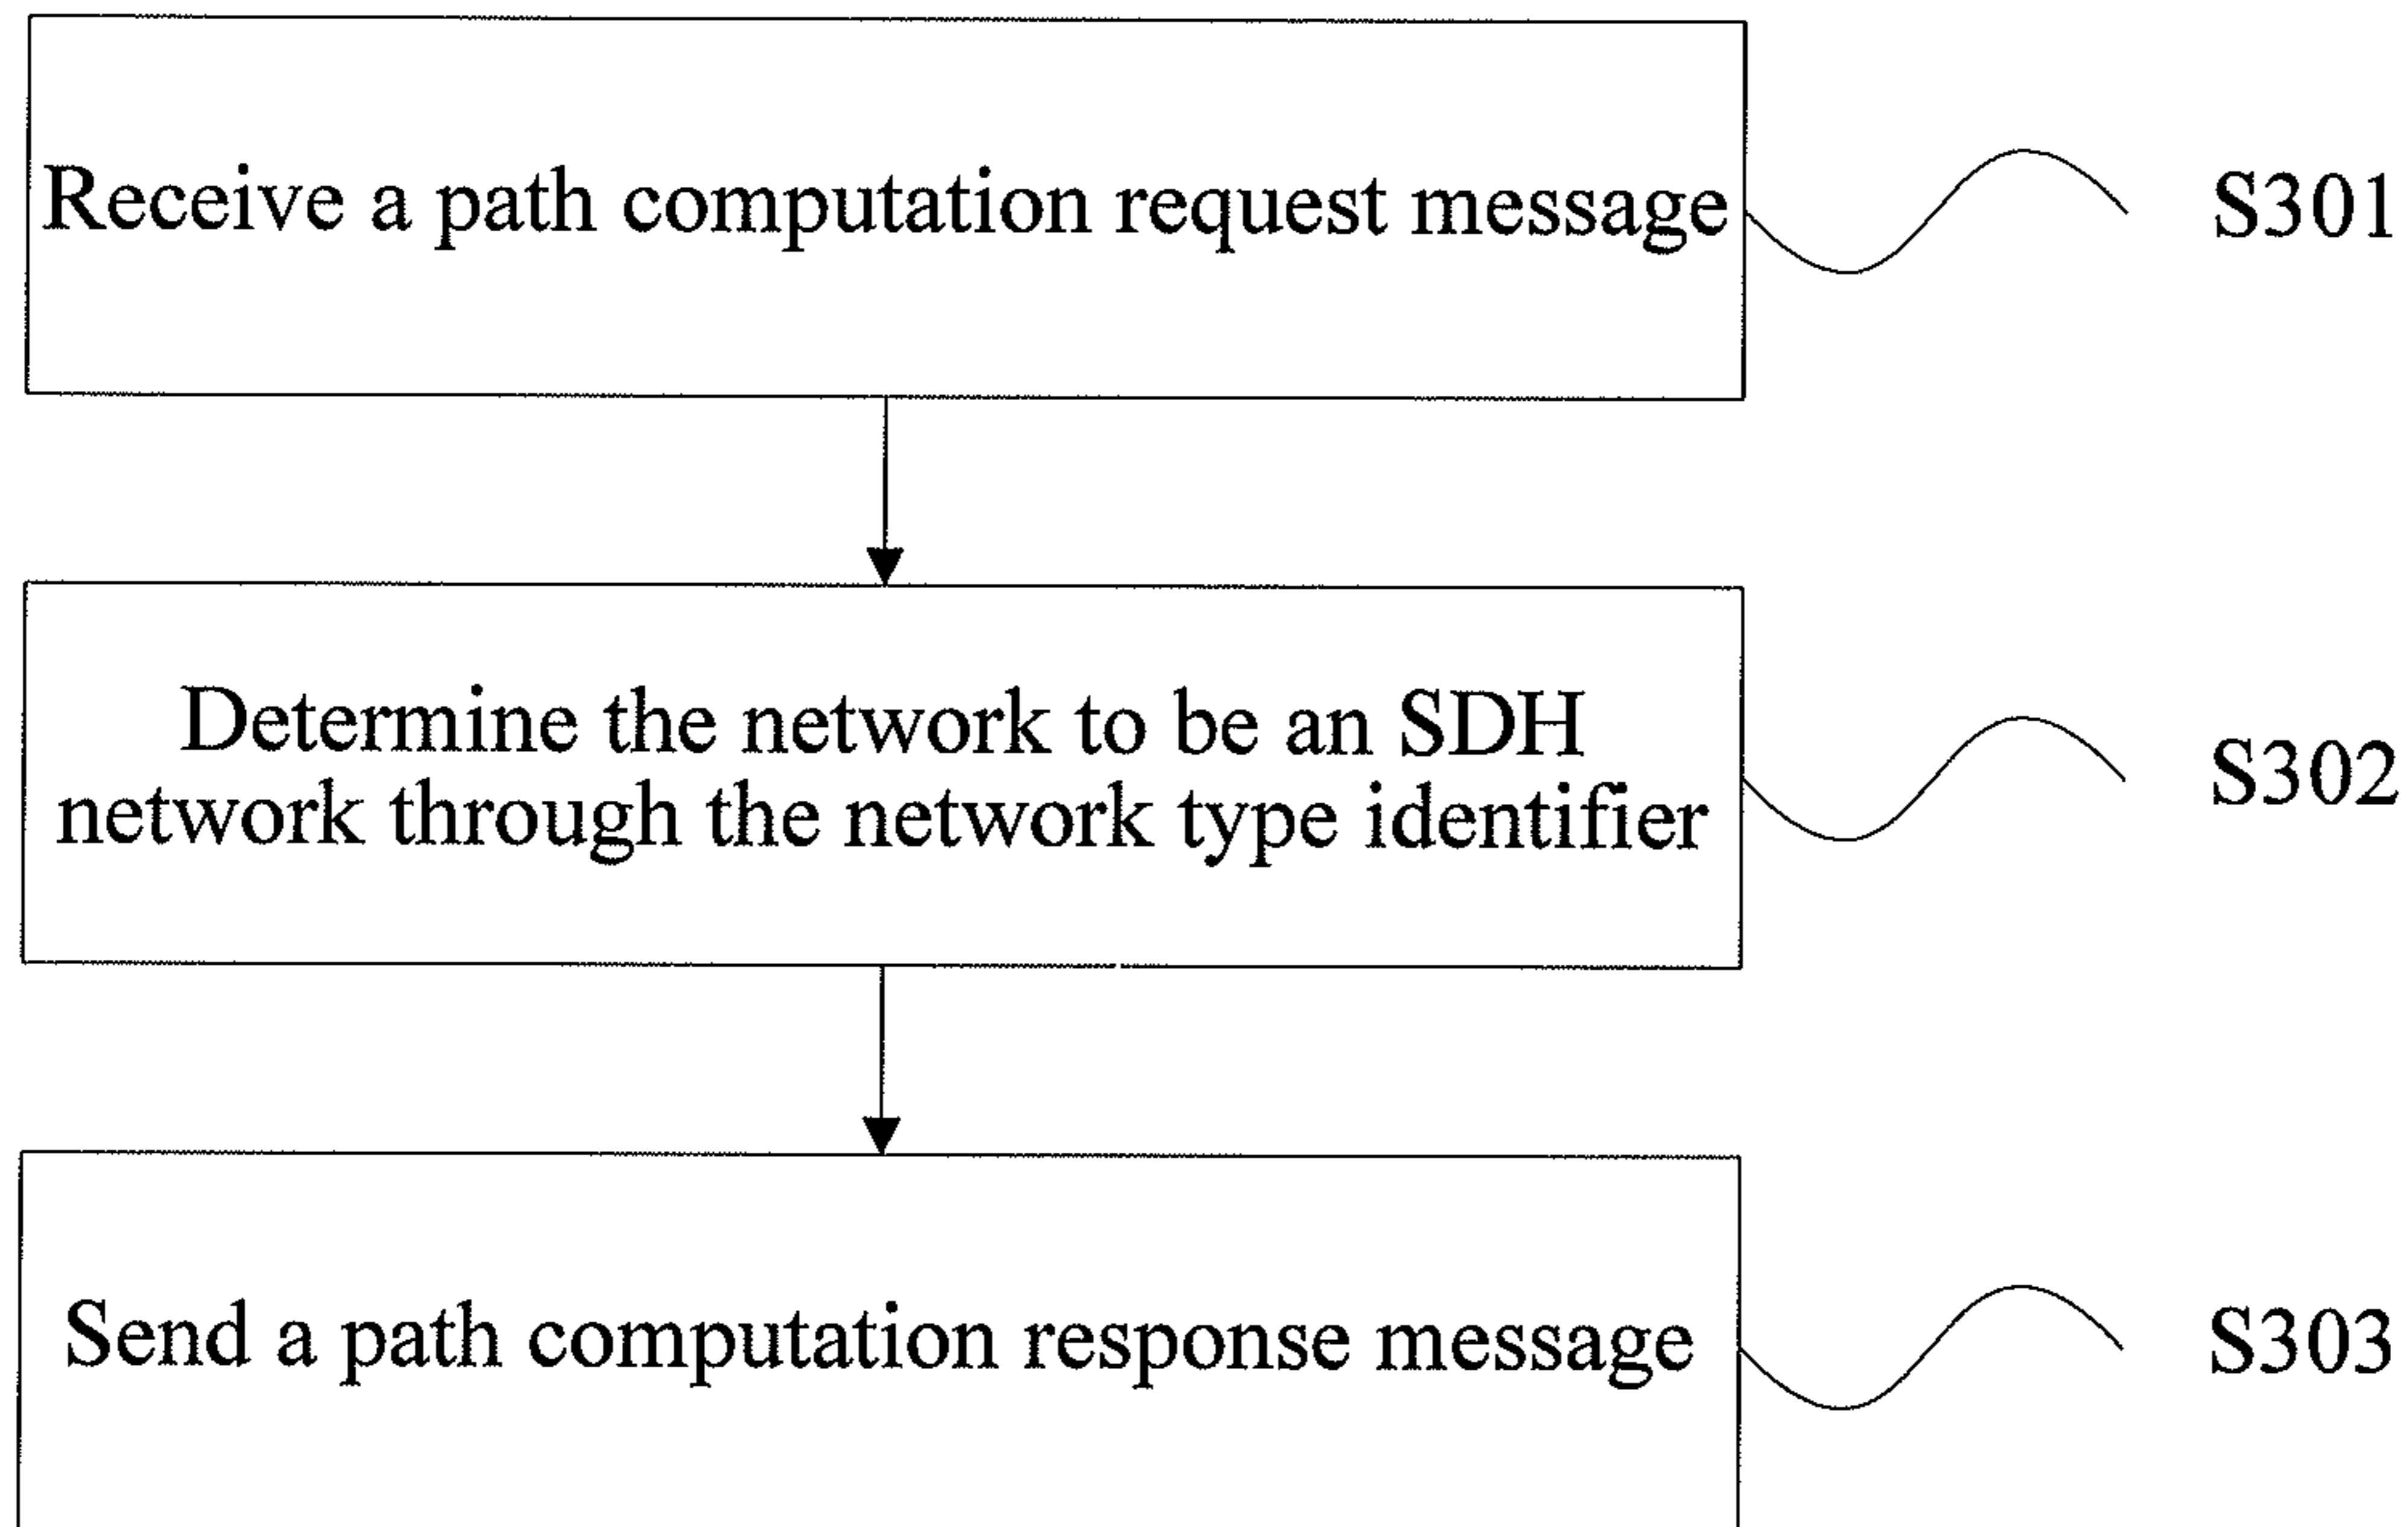 Receive a path computation request message
S301
Determine the network to be an SDH
network through the network type identifier
S302
Send a path computation response message
S303